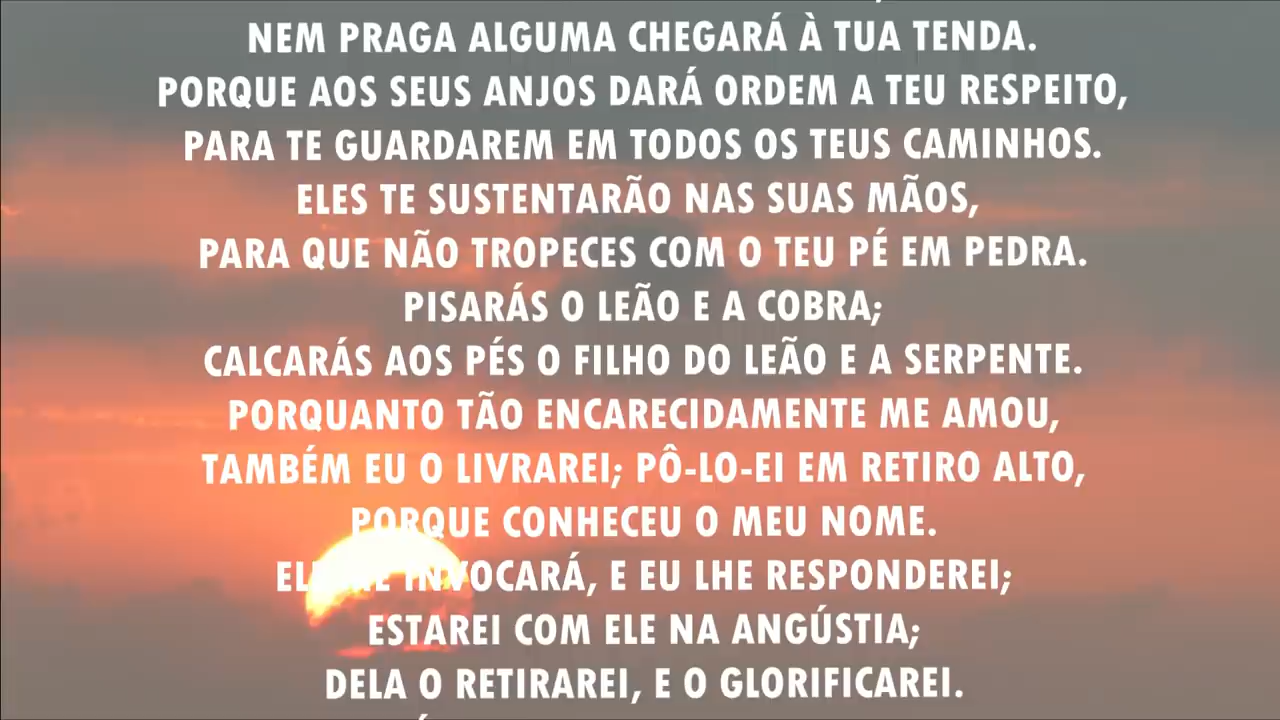 NEM PRAGA ALGUMA CHEGARÁ À TUA TENDA.
PORQUE AOS SEUS ANJOS DARÁ ORDEM A TEU RESPEITO,
PARA TE GUARDAREM EM TODOS OS TEUS CAMINHOS.
ELES TE SUSTENTARÃO NAS SUAS MÃOS,
PARA QUE NÃO TROPECES COM O TEU PÉ EM PEDRA.
PISARÁS O LEÃO E A COBRA;
CALCARÁS AOS PÉS O FILHO DO LEÃO E A SERPENTE.
PORQUANTO TÃO ENCARECIDAMENTE ME AMOU,
TAMBÉM EU O LIVRAREI; PÔ-LO-EI EM RETIRO ALTO,
PORQUE CONHECEU O MEU NOME.
INVOCARÁ, E EU LHE RESPONDEREI;
ESTAREI COM ELE NA ANGÚSTIA;
DELA O RETIRAREI, E O GLORIFICAREI.